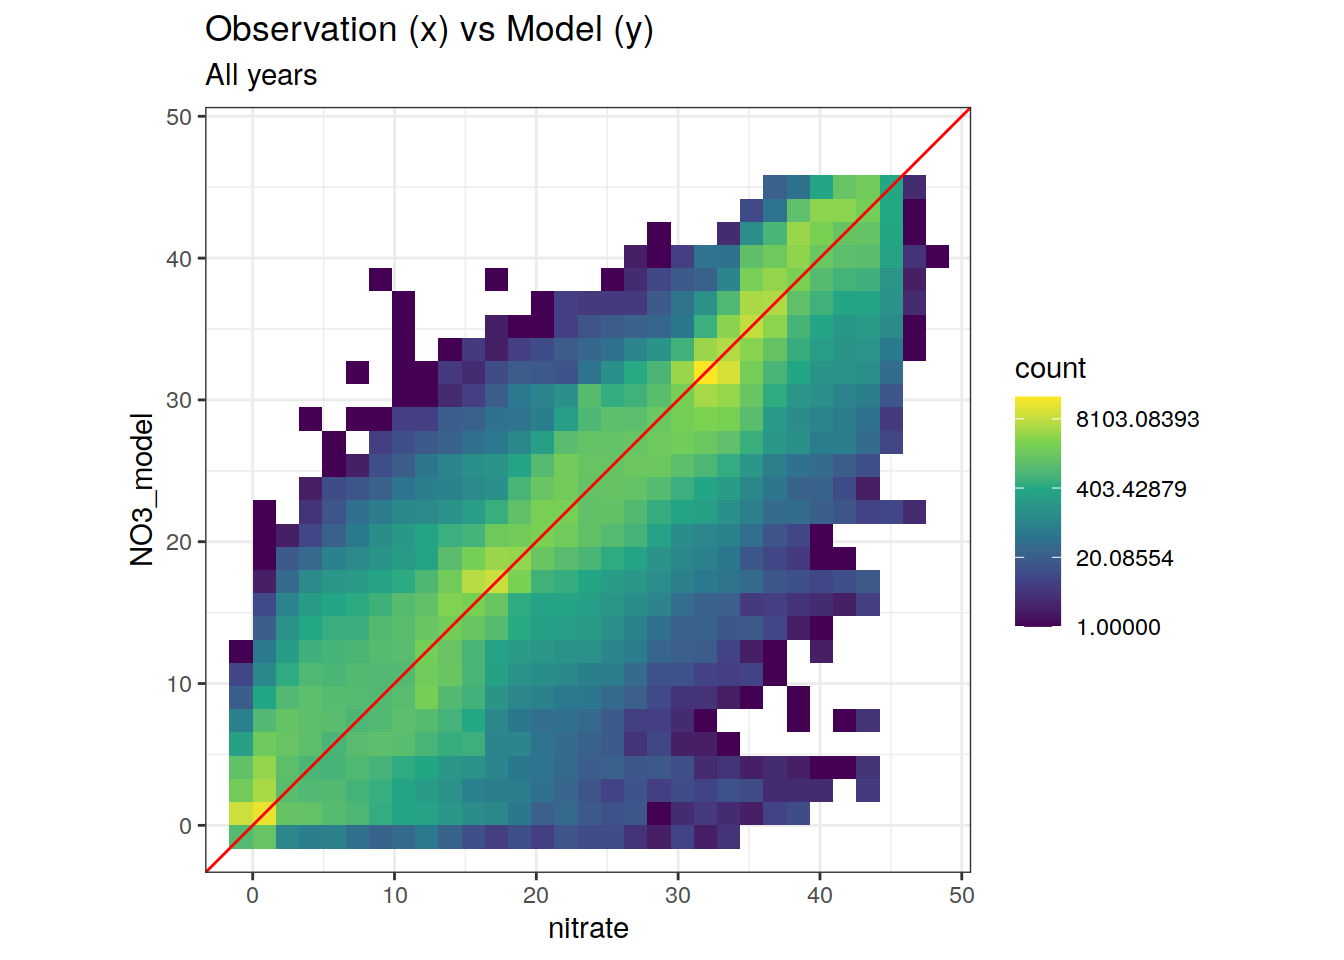 Observation (x) vs Model (y)
All years
50
40
30
20
10
0
NO3_model
0 10 20 30 40 50
nitrate
count
8103.08393
403.42879
20.08554
1.00000